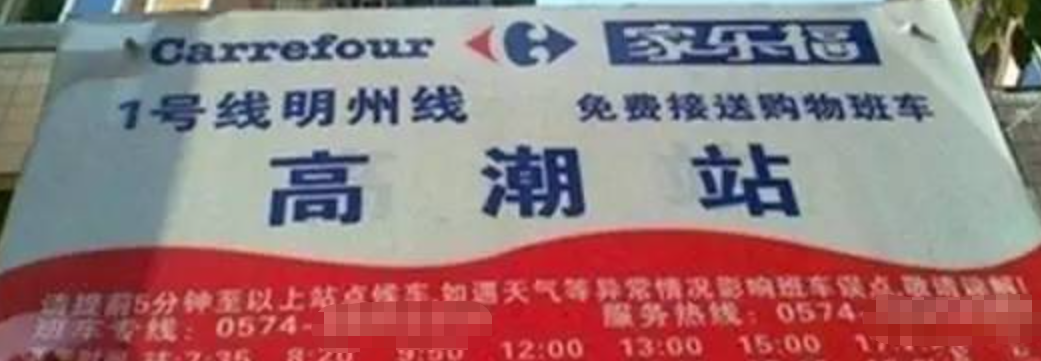 Carrefour 家乐福
1号线明州线 免费接送购物班车
高潮站
请提前5分钟至以上站点候车,如遇天气等异常情况影响班车误点,敬请谅解!
班车专线: 0574- 服务热线: 0574-
7:35 8:20 9:50 12:00 13:00 15:00